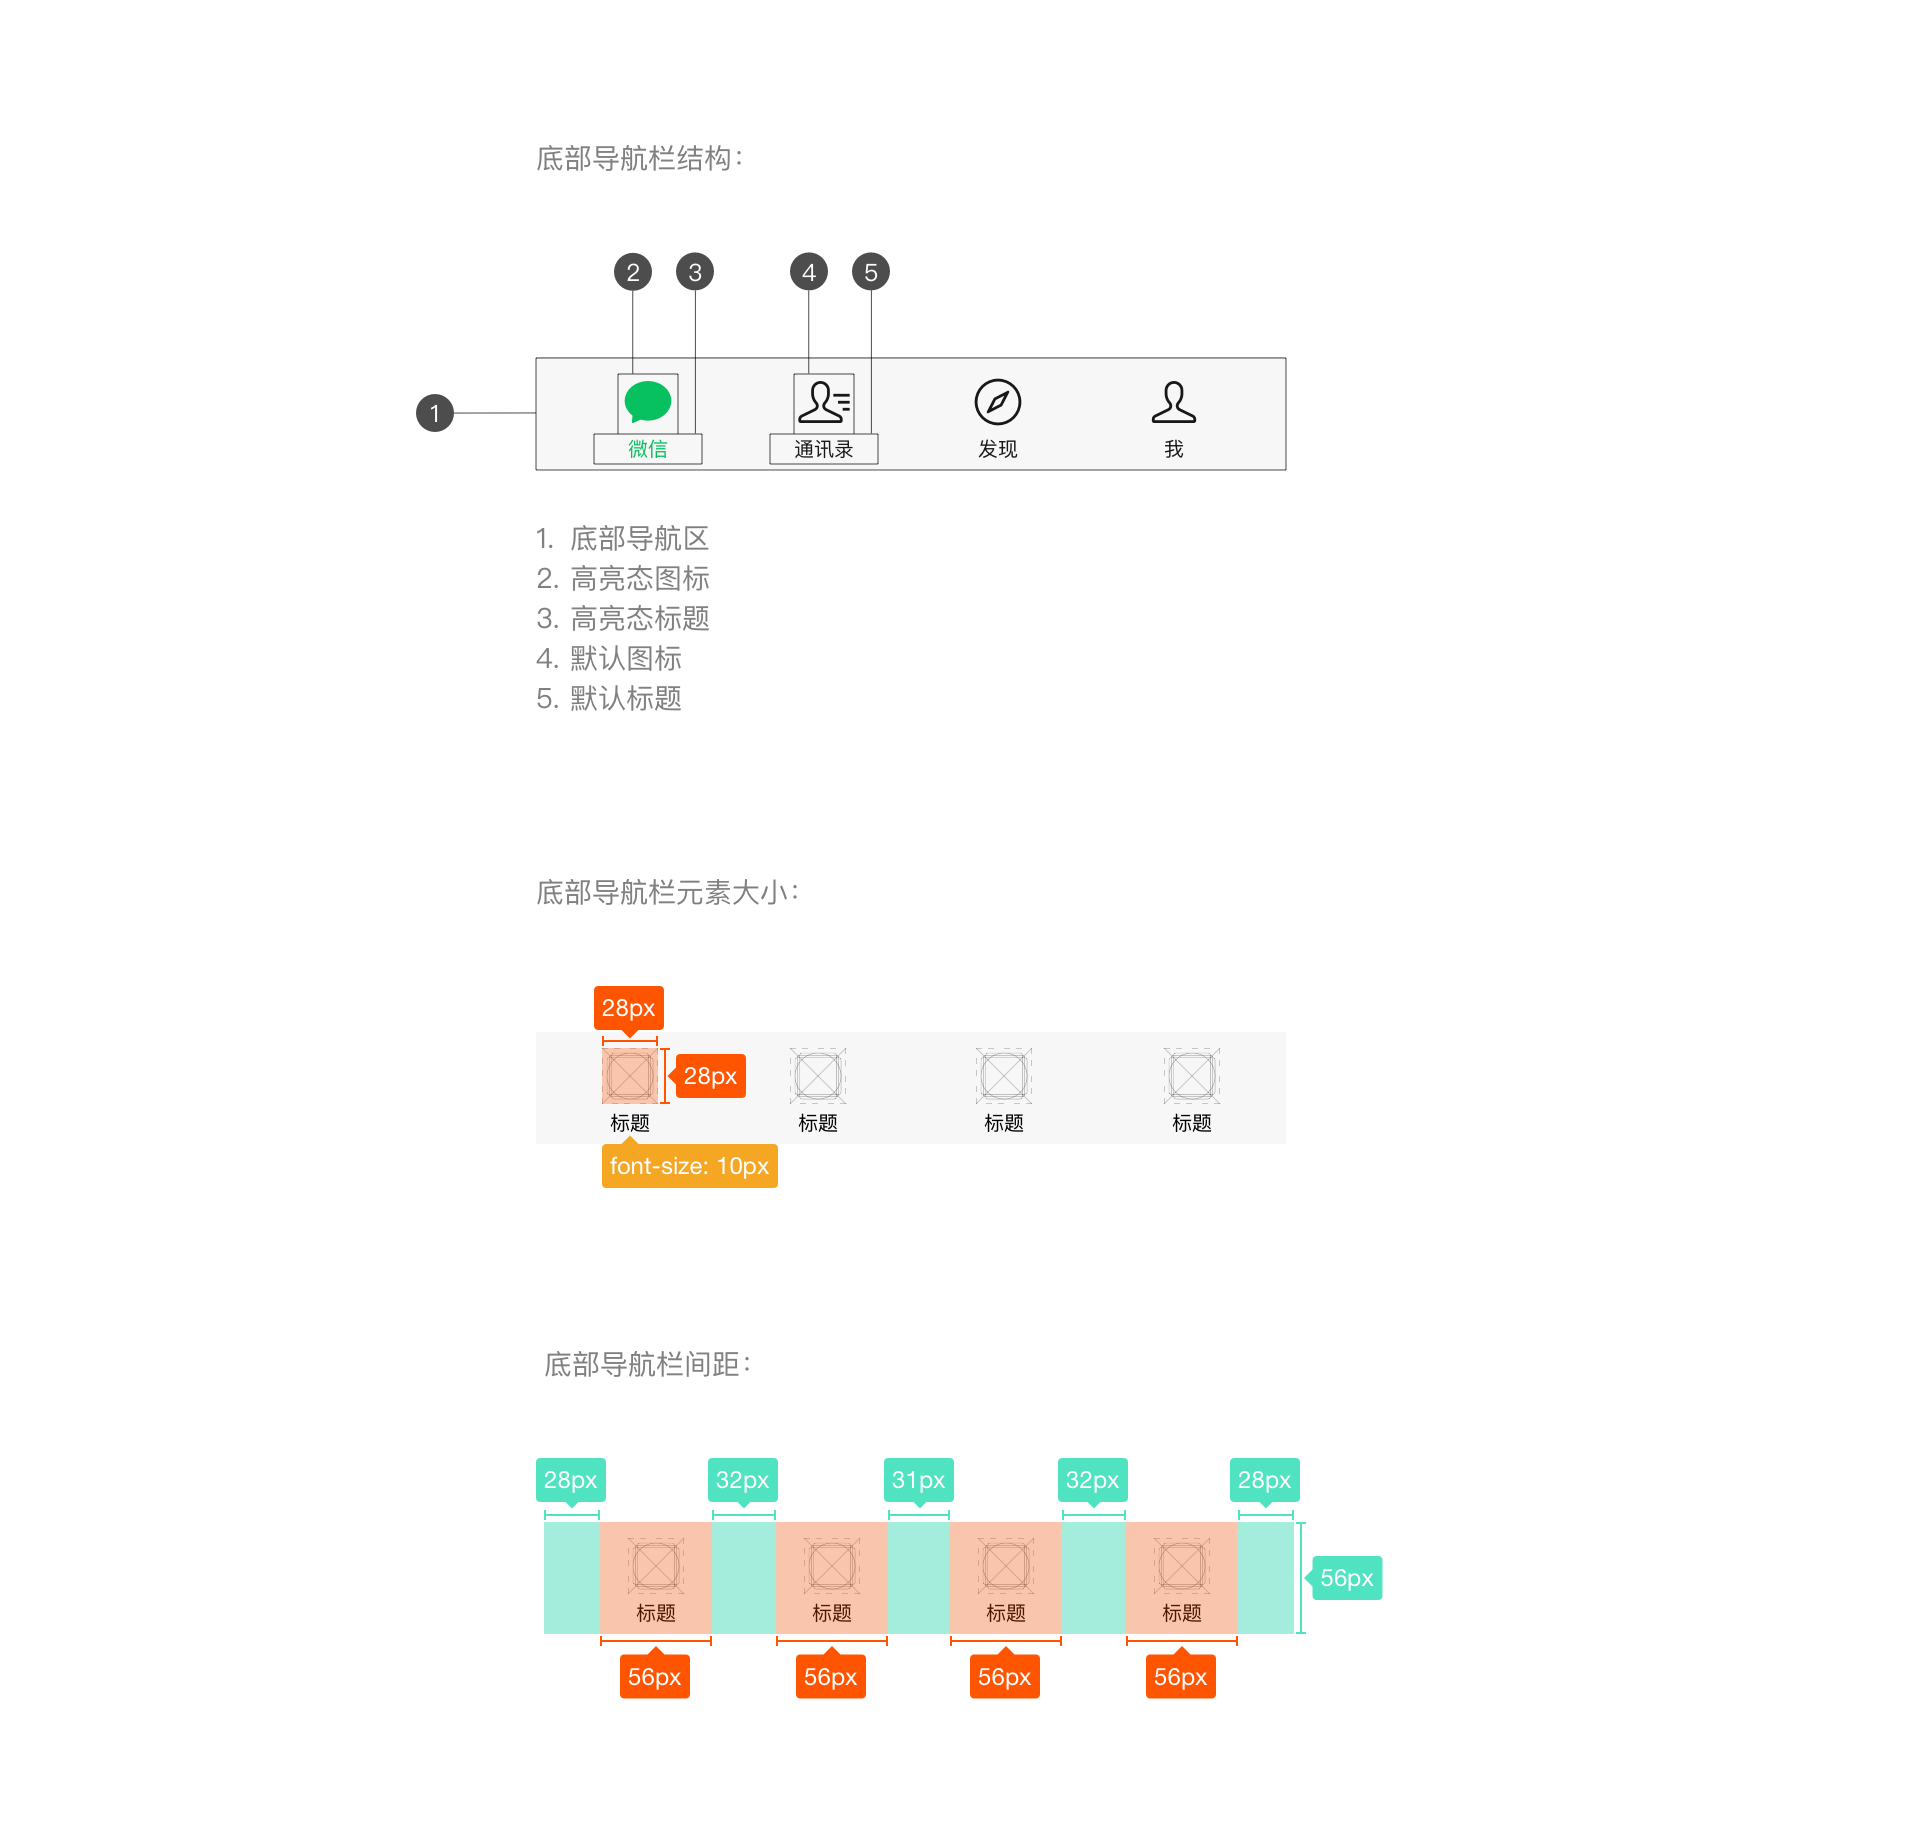 底部导航栏结构：
2 3 4 5
1
微信 通讯录 发现 我
1. 底部导航区
2. 高亮态图标
3. 高亮态标题
4. 默认图标
5. 默认标题
底部导航栏元素大小：
28px
28px
标题 标题 标题 标题
font-size: 10px
底部导航栏间距：
28px 32px 31px 32px 28px
56px
标题 标题 标题 标题
56px 56px 56px 56px